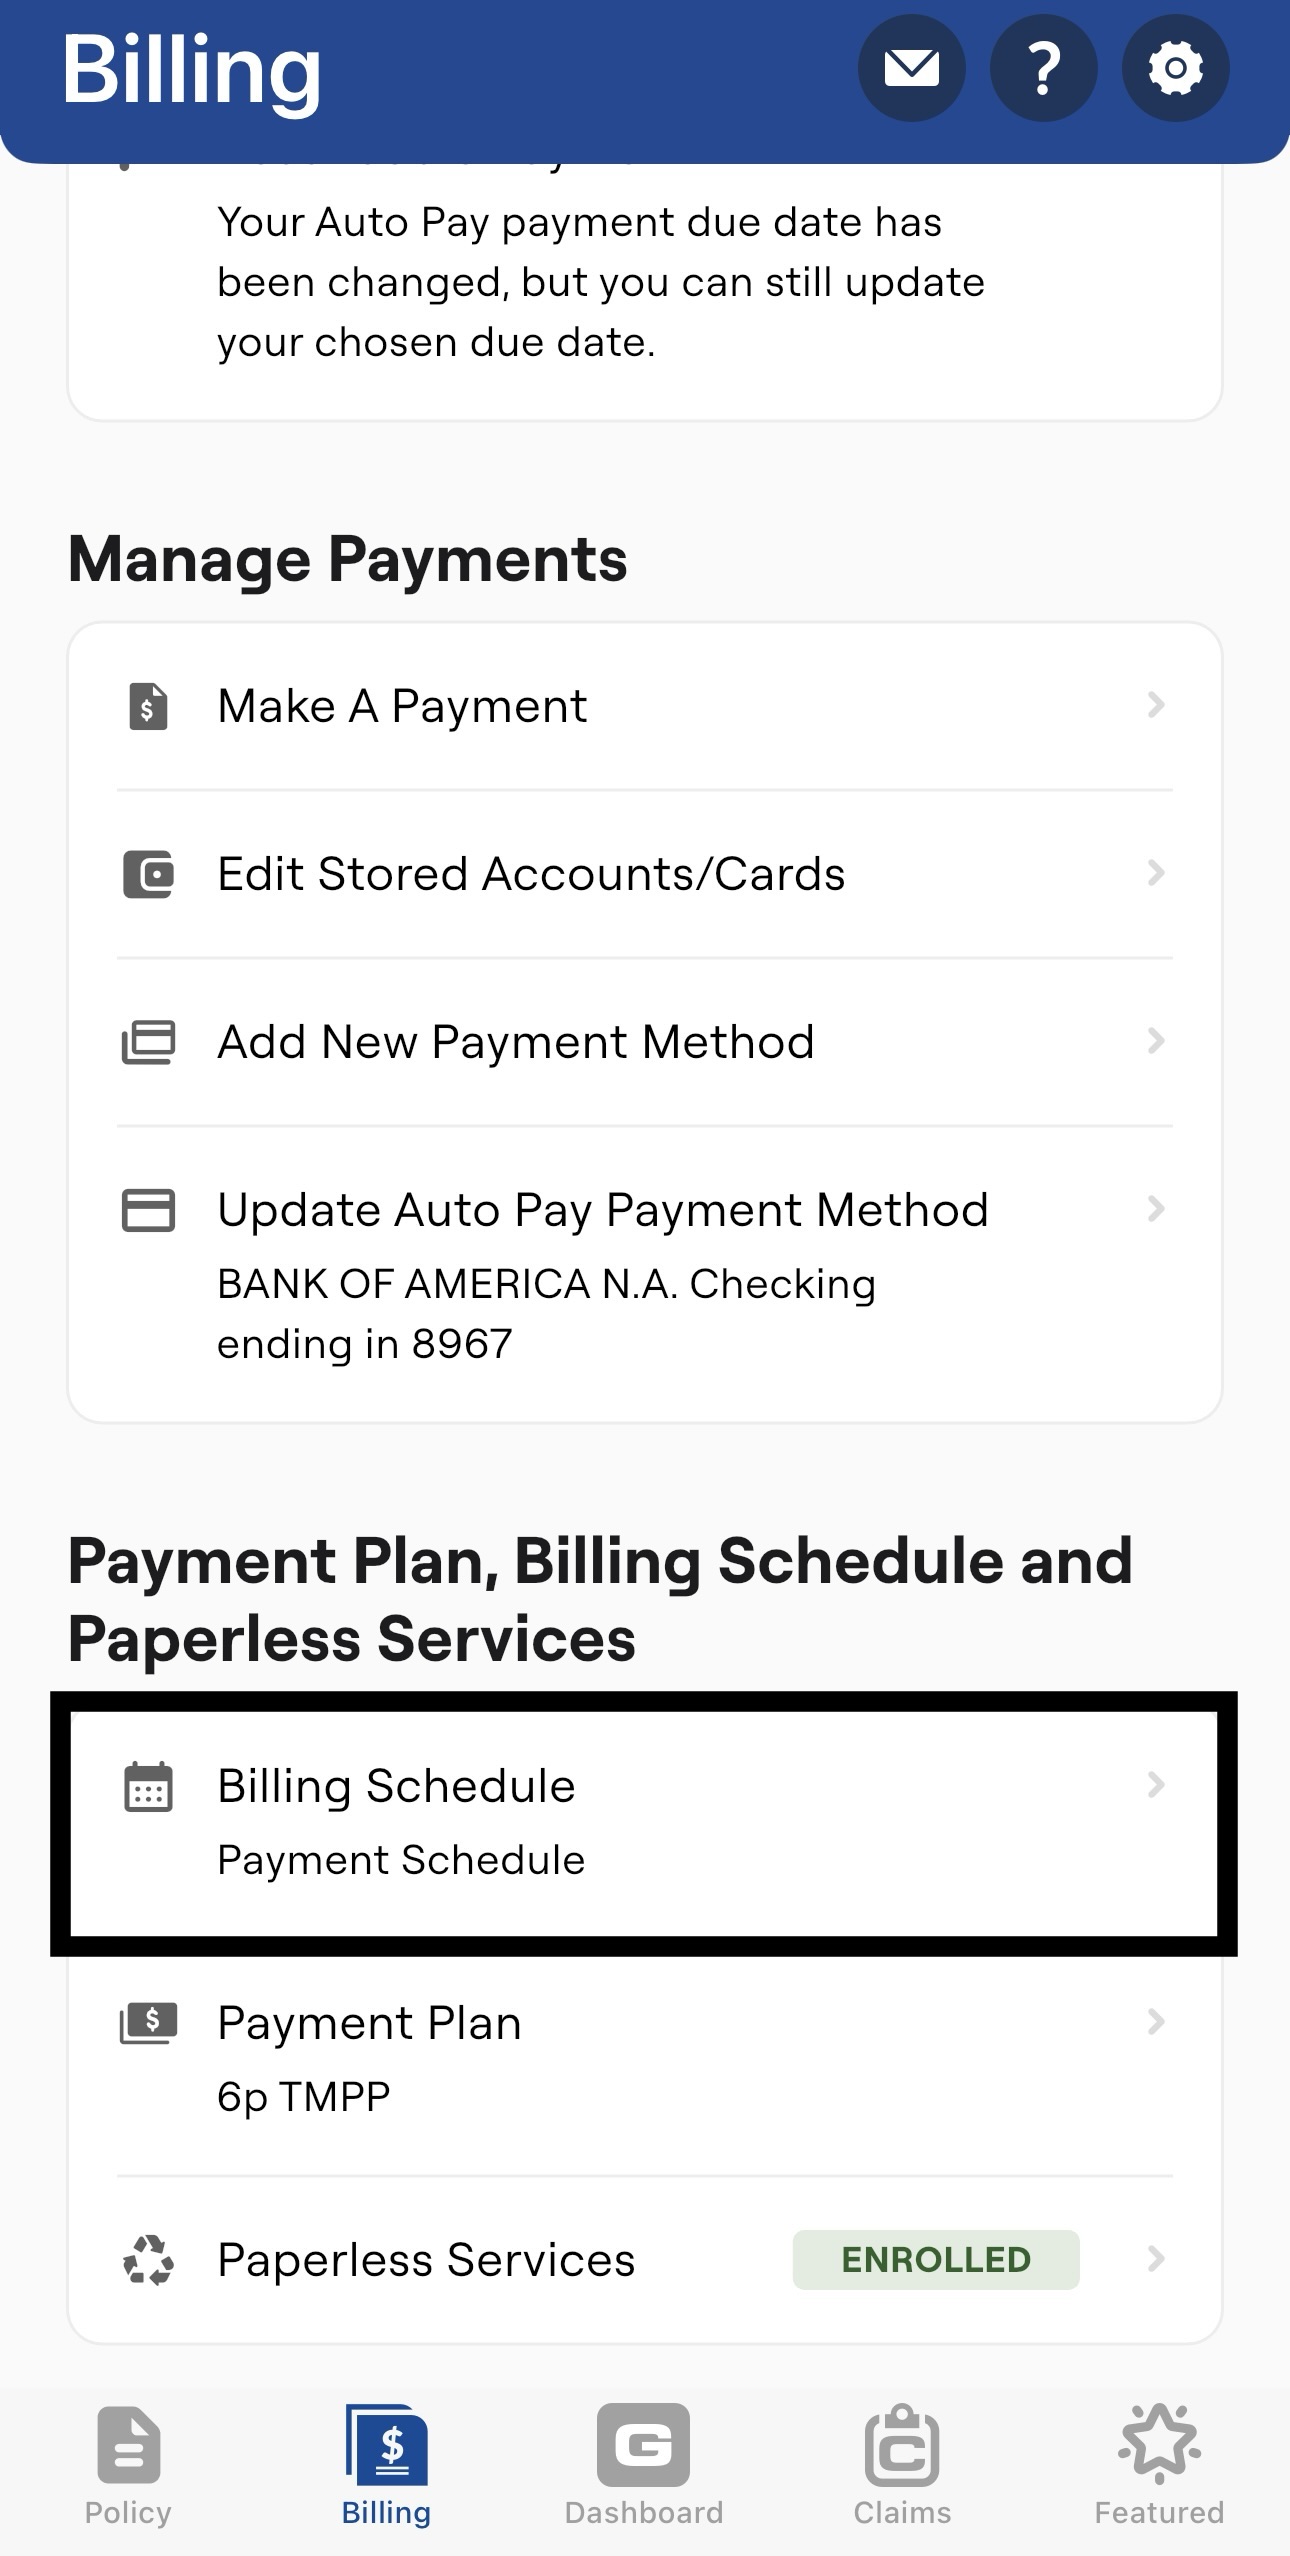 Billing
Your Auto Pay payment due date has
been changed, but you can still update
your chosen due date.
Manage Payments
Make A Payment
Edit Stored Accounts/Cards
Add New Payment Method
Update Auto Pay Payment Method
BANK OF AMERICA N.A. Checking
ending in 8967
Payment Plan, Billing Schedule and
Paperless Services
Billing Schedule
Payment Schedule
Payment Plan
6p TMPP
Paperless Services ENROLLED
Policy Billing Dashboard Claims Featured